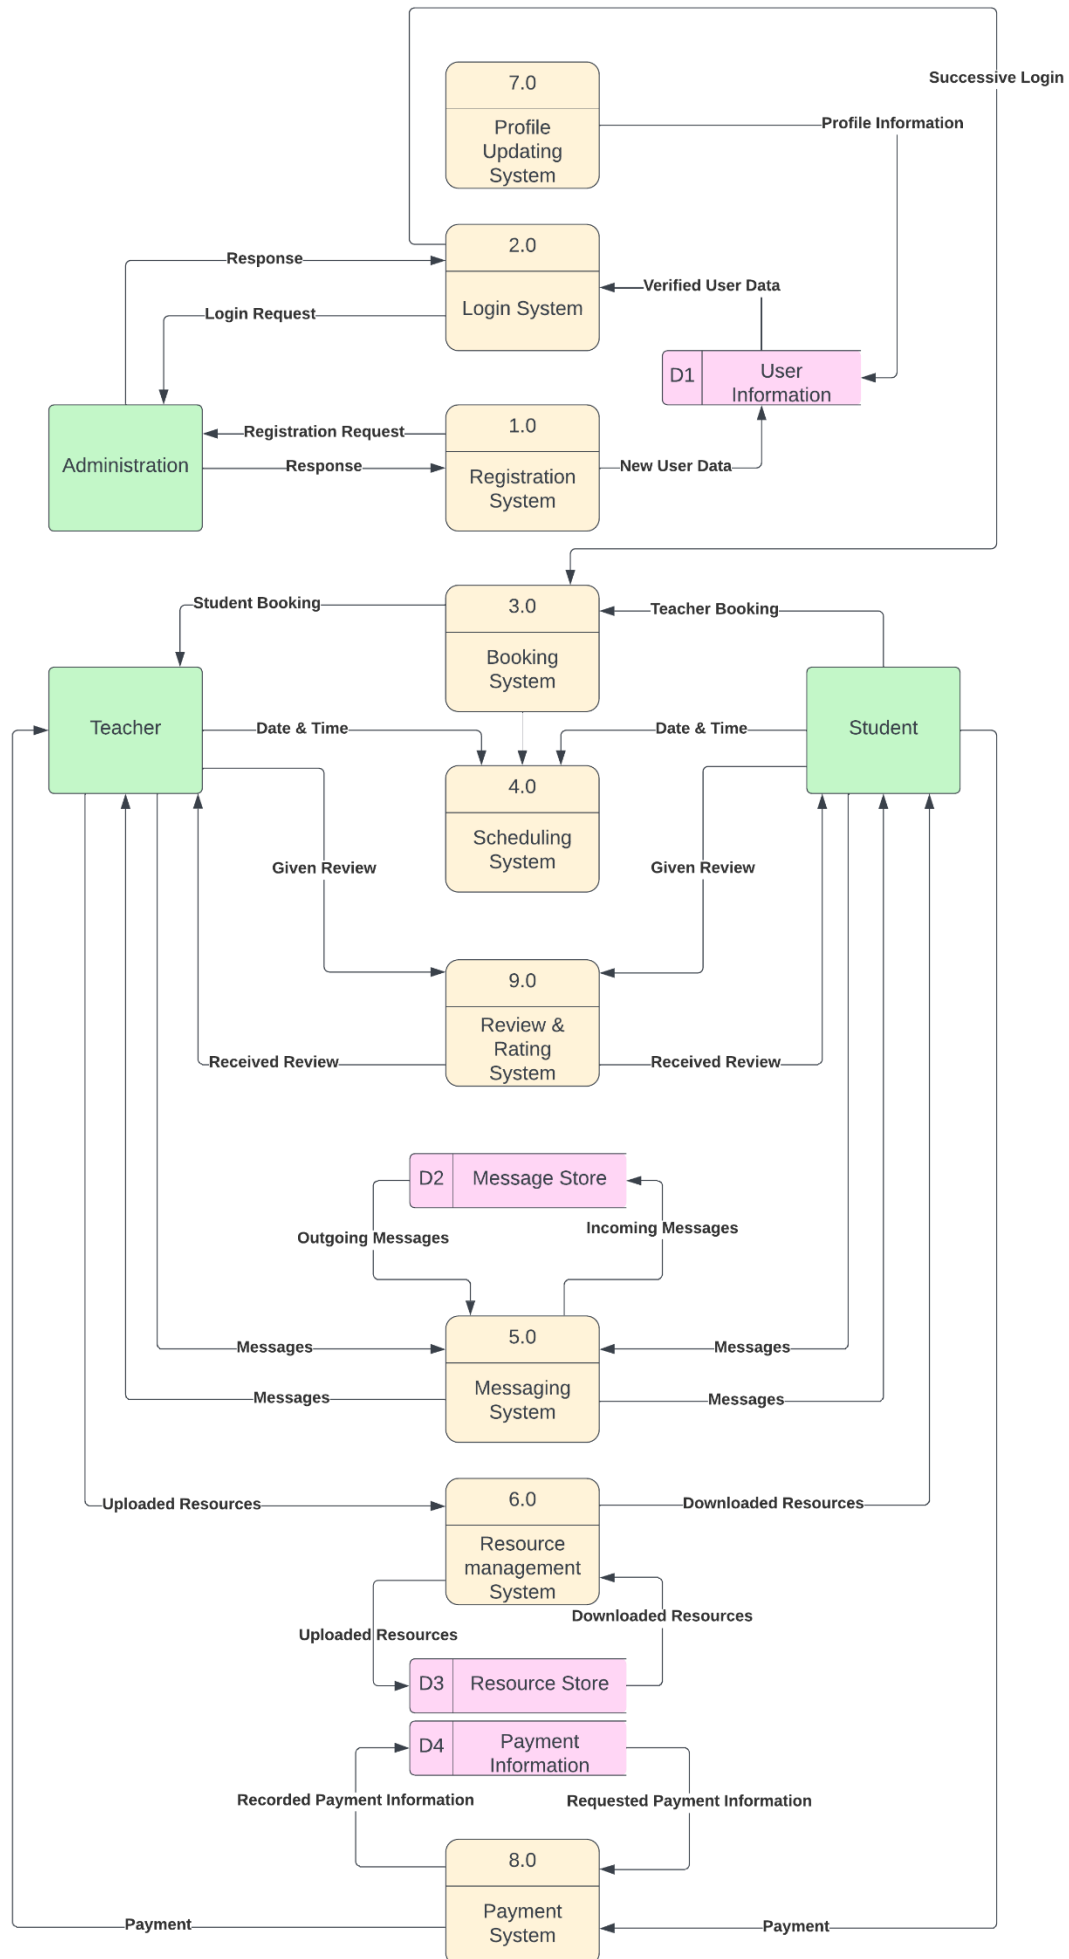 Successive Login
7.0
Profile
Updating
System
Profile Information
2.0
Login System
Response
Login Request
Verified User Data
D1
User
Information
Administration
Registration Request
Response
1.0
Registration
System
New User Data
Student Booking
3.0
Booking
System
Teacher Booking
Teacher
Date & Time
4.0
Scheduling
System
Date & Time
Student
Given Review
Given Review
9.0
Review &
Rating
System
Received Review
Received Review
D2
Message Store
Outgoing Messages
Incoming Messages
5.0
Messaging
System
Messages
Messages
Messages
Messages
Uploaded Resources
6.0
Resource
management
System
Downloaded Resources
Uploaded Resources
Downloaded Resources
D3
Resource Store
D4
Payment
Information
Recorded Payment Information
Requested Payment Information
8.0
Payment
System
Payment
Payment